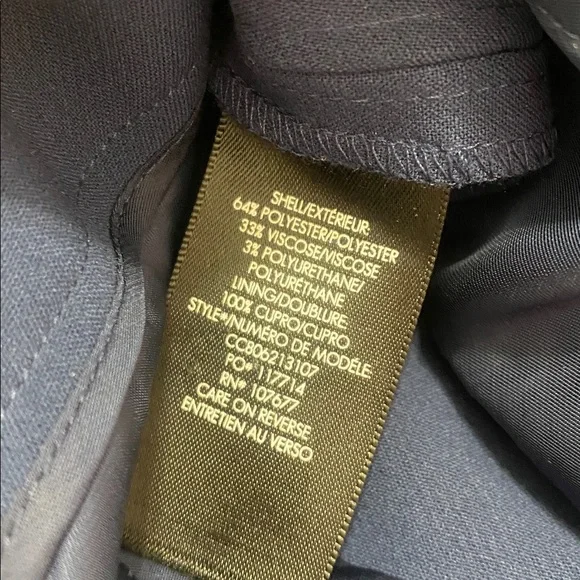 SHELL/EXTÉRIEUR:
64% POLYESTER/POLYESTER
33% VISCOSE/VISCOSE
3% POLYURETHANE/
POLYURÉTHANE
LINING/DOUBLURE:
100% CUPRO/CUPRO
STYLE#/NUMÉRO DE MODÈLE:
CC806213107
PO# 117714
RN# 107677
CARE ON REVERSE
ENTRETIEN AU VERSO